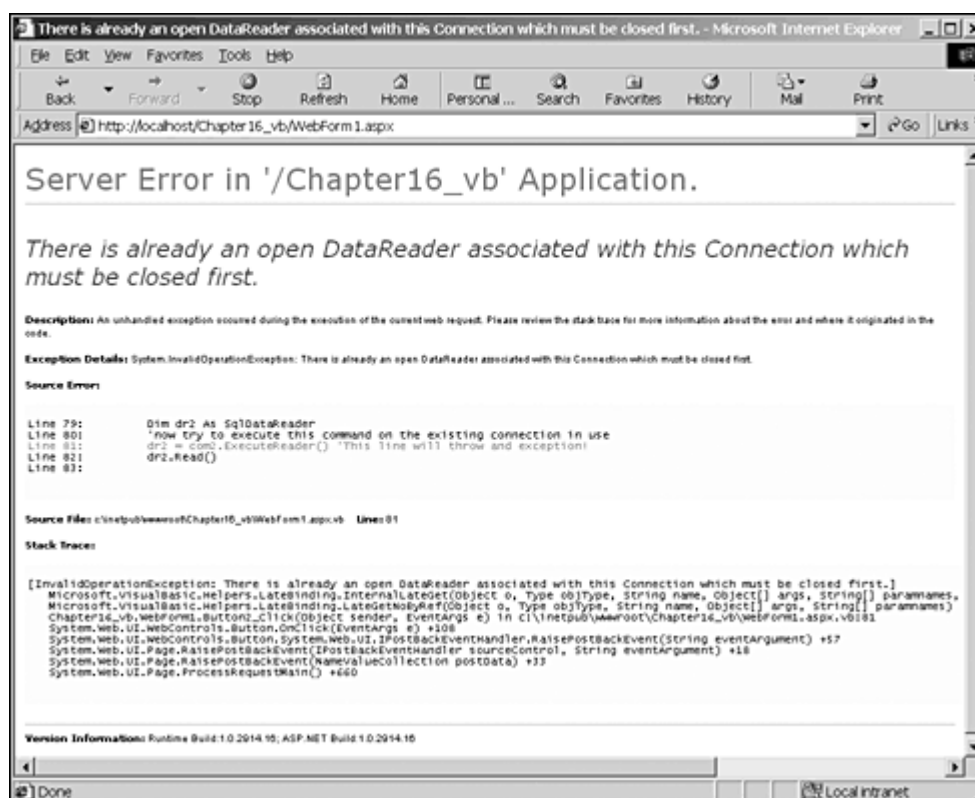 There is already an open DataReader associated with this Connection which must be closed first. - Microsoft Internet Explorer
File Edit View Favorites Tools Help
Back Forward Stop Refresh Home Personal ... Search Favorites History Mail Print
Address http://localhost/Chapter16_vb/WebForm1.aspx Go Links
Server Error in '/Chapter16_vb' Application.
There is already an open DataReader associated with this Connection which
must be closed first.
Description: An unhandled exception occurred during the execution of the current web request. Please review the stack trace for more information about the error and where it originated in the
code.
Exception Details: System.InvalidOperationException: There is already an open DataReader associated with this Connection which must be closed first.
Source Error:
Line 79: Dim dr2 As SqlDataReader
Line 80: 'now try to execute this command on the existing connection in use
Line 81: dr2 = com2.ExecuteReader() 'This line will throw and exception!
Line 82: dr2.Read()
Line 83:
Source File: c:\inetpub\wwwroot\Chapter16_vb\WebForm1.aspx.vb Line: 81
Stack Trace:
[InvalidOperationException: There is already an open DataReader associated with this Connection which must be closed first.]
Microsoft.VisualBasic.Helpers.LateBinding.InternalLateGet(Object o, Type objType, String name, Object[] args, String[] paramnames,
Microsoft.VisualBasic.Helpers.LateBinding.LateGetNoByRef(Object o, Type objType, String name, Object[] args, String[] paramnames)
Chapter16_vb.WebForm1.Button2_Click(Object sender, EventArgs e) in C:\inetpub\wwwroot\Chapter16_vb\WebForm1.aspx.vb:81
System.Web.UI.WebControls.Button.OnClick(EventArgs e) +108
System.Web.UI.WebControls.Button.System.Web.UI.IPostBackEventHandler.RaisePostBackEvent(String eventArgument) +57
System.Web.UI.Page.RaisePostBackEvent(IPostBackEventHandler sourceControl, String eventArgument) +18
System.Web.UI.Page.RaisePostBackEvent(NameValueCollection postData) +33
System.Web.UI.Page.ProcessRequestMain() +660
Version Information: Runtime Build:1.0.2914.16; ASP.NET Build:1.0.2914.16
Done Local intranet